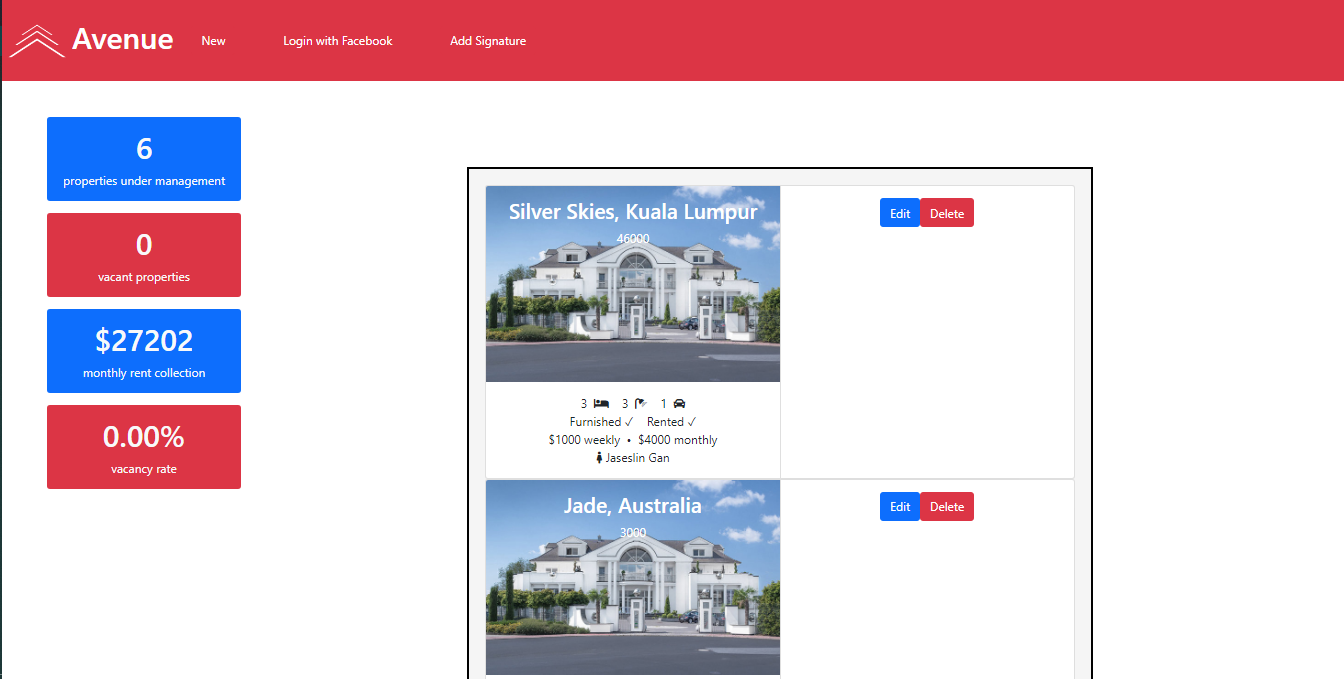 Avenue
New
Login with Facebook
Add Signature
6
properties under management
0
vacant properties
$27202
monthly rent collection
0.00%
vacancy rate
Silver Skies, Kuala Lumpur
46000
3 3 1
Furnished ✓ Rented ✓
$1000 weekly • $4000 monthly
Jaseslin Gan
Edit Delete
Jade, Australia
3000
Edit Delete